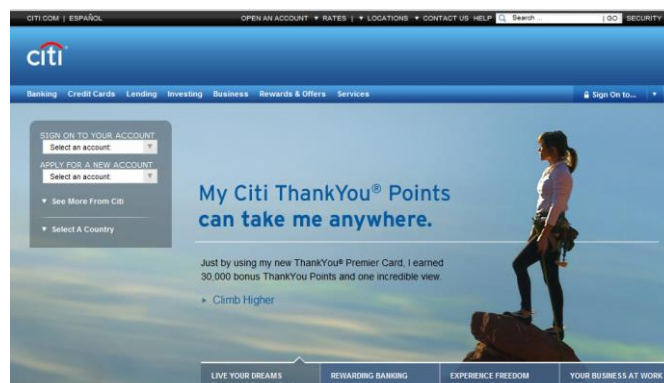 CITI.COM | ESPAÑOL
OPEN AN ACCOUNT ▼ RATES | ▼ LOCATIONS ▼ CONTACT US HELP Search ... | GO SECURITY
citi
Banking Credit Cards Lending Investing Business Rewards & Offers Services Sign On to...
SIGN ON TO YOUR ACCOUNT
Select an account:
APPLY FOR A NEW ACCOUNT
Select an account:
▼ See More From Citi
▼ Select A Country
My Citi ThankYou® Points
can take me anywhere.
Just by using my new ThankYou® Premier Card, I earned
30,000 bonus ThankYou Points and one incredible view.
▸ Climb Higher
LIVE YOUR DREAMS REWARDING BANKING EXPERIENCE FREEDOM YOUR BUSINESS AT WORK